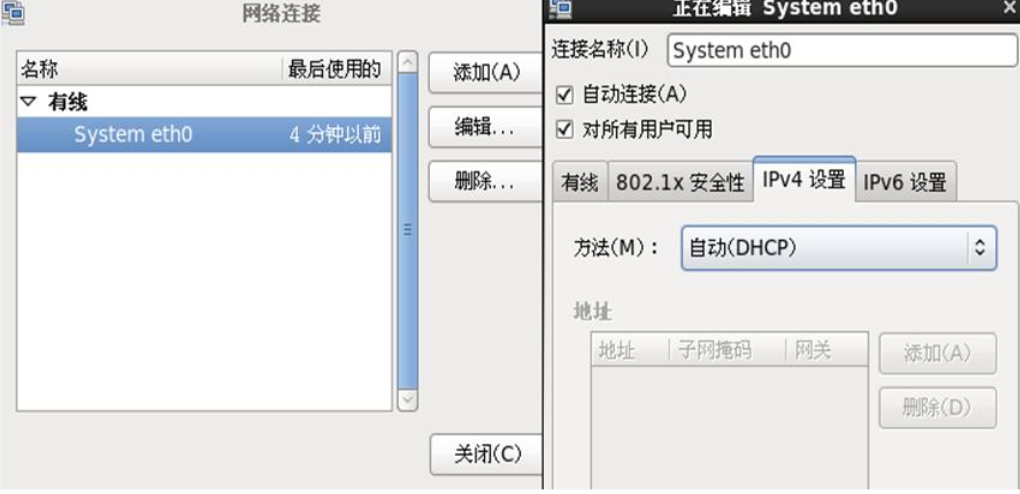 网络连接
名称 最后使用的
有线
System eth0 4 分钟以前
添加(A)
编辑...
删除...
关闭(C)
正在编辑 System eth0
连接名称(I) System eth0
自动连接(A)
对所有用户可用
有线 802.1x 安全性 IPv4 设置 IPv6 设置
方法(M)： 自动(DHCP)
地址
地址 子网掩码 网关
添加(A)
删除(D)